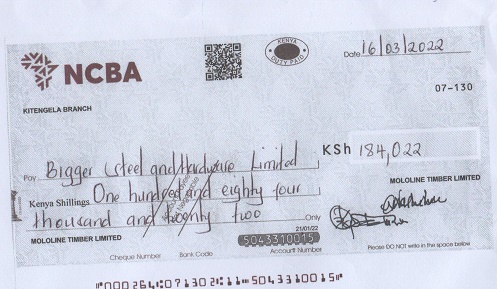 KENYA
DUTY PAID
Date 16/03/2022
NCBA
07-130
KITENGELA BRANCH
Pay Bigger Steel and Hardware Limited KSh 184,022
Kenya Shillings One hundred and eighty four
MOLOLINE TIMBER LIMITED
thousand and twenty two Only
MOLOLINE TIMBER LIMITED 21/01/22
5043310015
Cheque Number Bank Code Account Number Please DO NOT write in the space below
⑈000264⑆07130 2⑆11⑉5043310015⑈